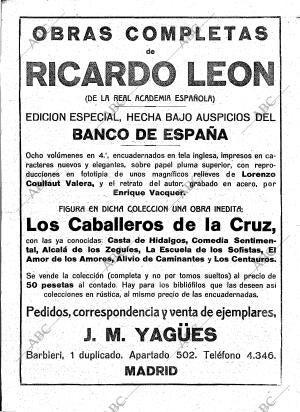 OBRAS COMPLETAS
de
RICARDO LEON
(DE LA REAL ACADEMIA ESPAÑOLA)
EDICION ESPECIAL, HECHA BAJO AUSPICIOS DEL
BANCO DE ESPAÑA
Ocho volúmenes en 4.º, encuadernados en tela inglesa, impresos en ca-
racteres nuevos y elegantes, sobre papel pluma superior, con repro-
ducciones en fototipia de unos magníficos relieves de Lorenzo
Coullaut Valera, y el retrato del autor, grabado en acero, por
Enrique Vacquer.
FIGURA EN DICHA COLECCION UNA OBRA INEDITA:
Los Caballeros de la Cruz,
con las ya conocidas: Casta de Hidalgos, Comedia Sentimen-
tal, Alcalá de los Zegríes, La Escuela de los Sofistas, El
Amor de los Amores, Alivio de Caminantes y Los Centauros.
Se vende la colección (completa y no por tomos sueltos) al precio de
50 pesetas al contado. Hay para los bibliófilos que las deseen así
colecciones en rústica, al mismo precio de las encuadernadas.
Pedidos, correspondencia y venta de ejemplares,
J. M. YAGÜES
Barbieri, 1 duplicado. Apartado 502. Teléfono 4.346.
MADRID